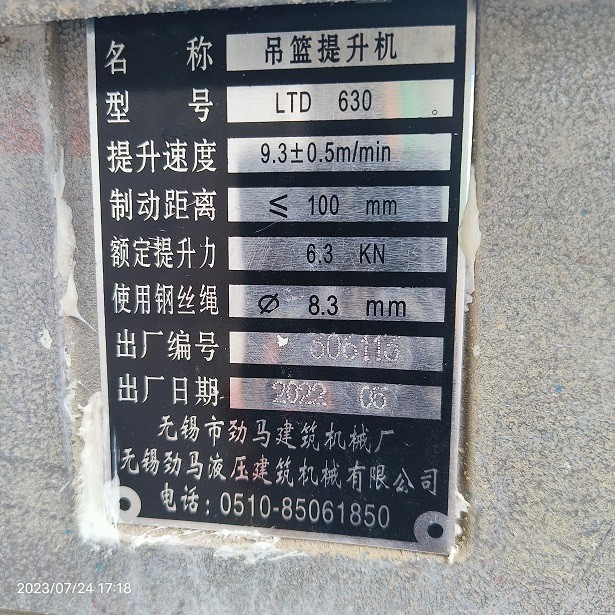 名 称 吊篮提升机
型 号 LTD 630
提升速度 9.3±0.5m/min
制动距离 ≤ 100 mm
额定提升力 6.3 KN
使用钢丝绳 Ø 8.3 mm
出厂编号
出厂日期 2022 06
无锡市劲马建筑机械厂
无锡劲马液压建筑机械有限公司
电话：0510-85061850
2023/07/24 17:18